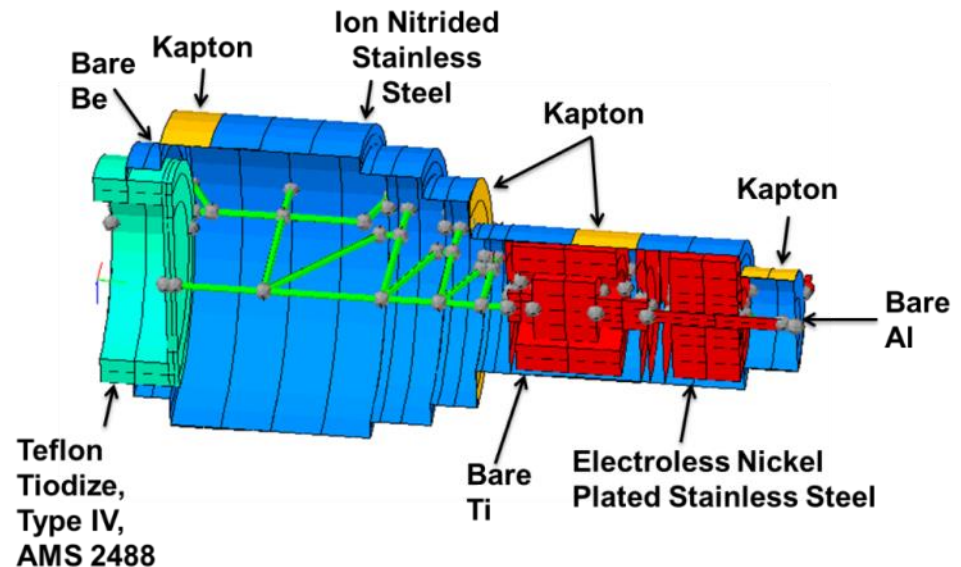 Bare
Be
Kapton
Ion Nitrided
Stainless
Steel
Kapton
Kapton
Bare
Al
Teflon
Tiodize,
Type IV,
AMS 2488
Bare
Ti
Electroless Nickel
Plated Stainless Steel